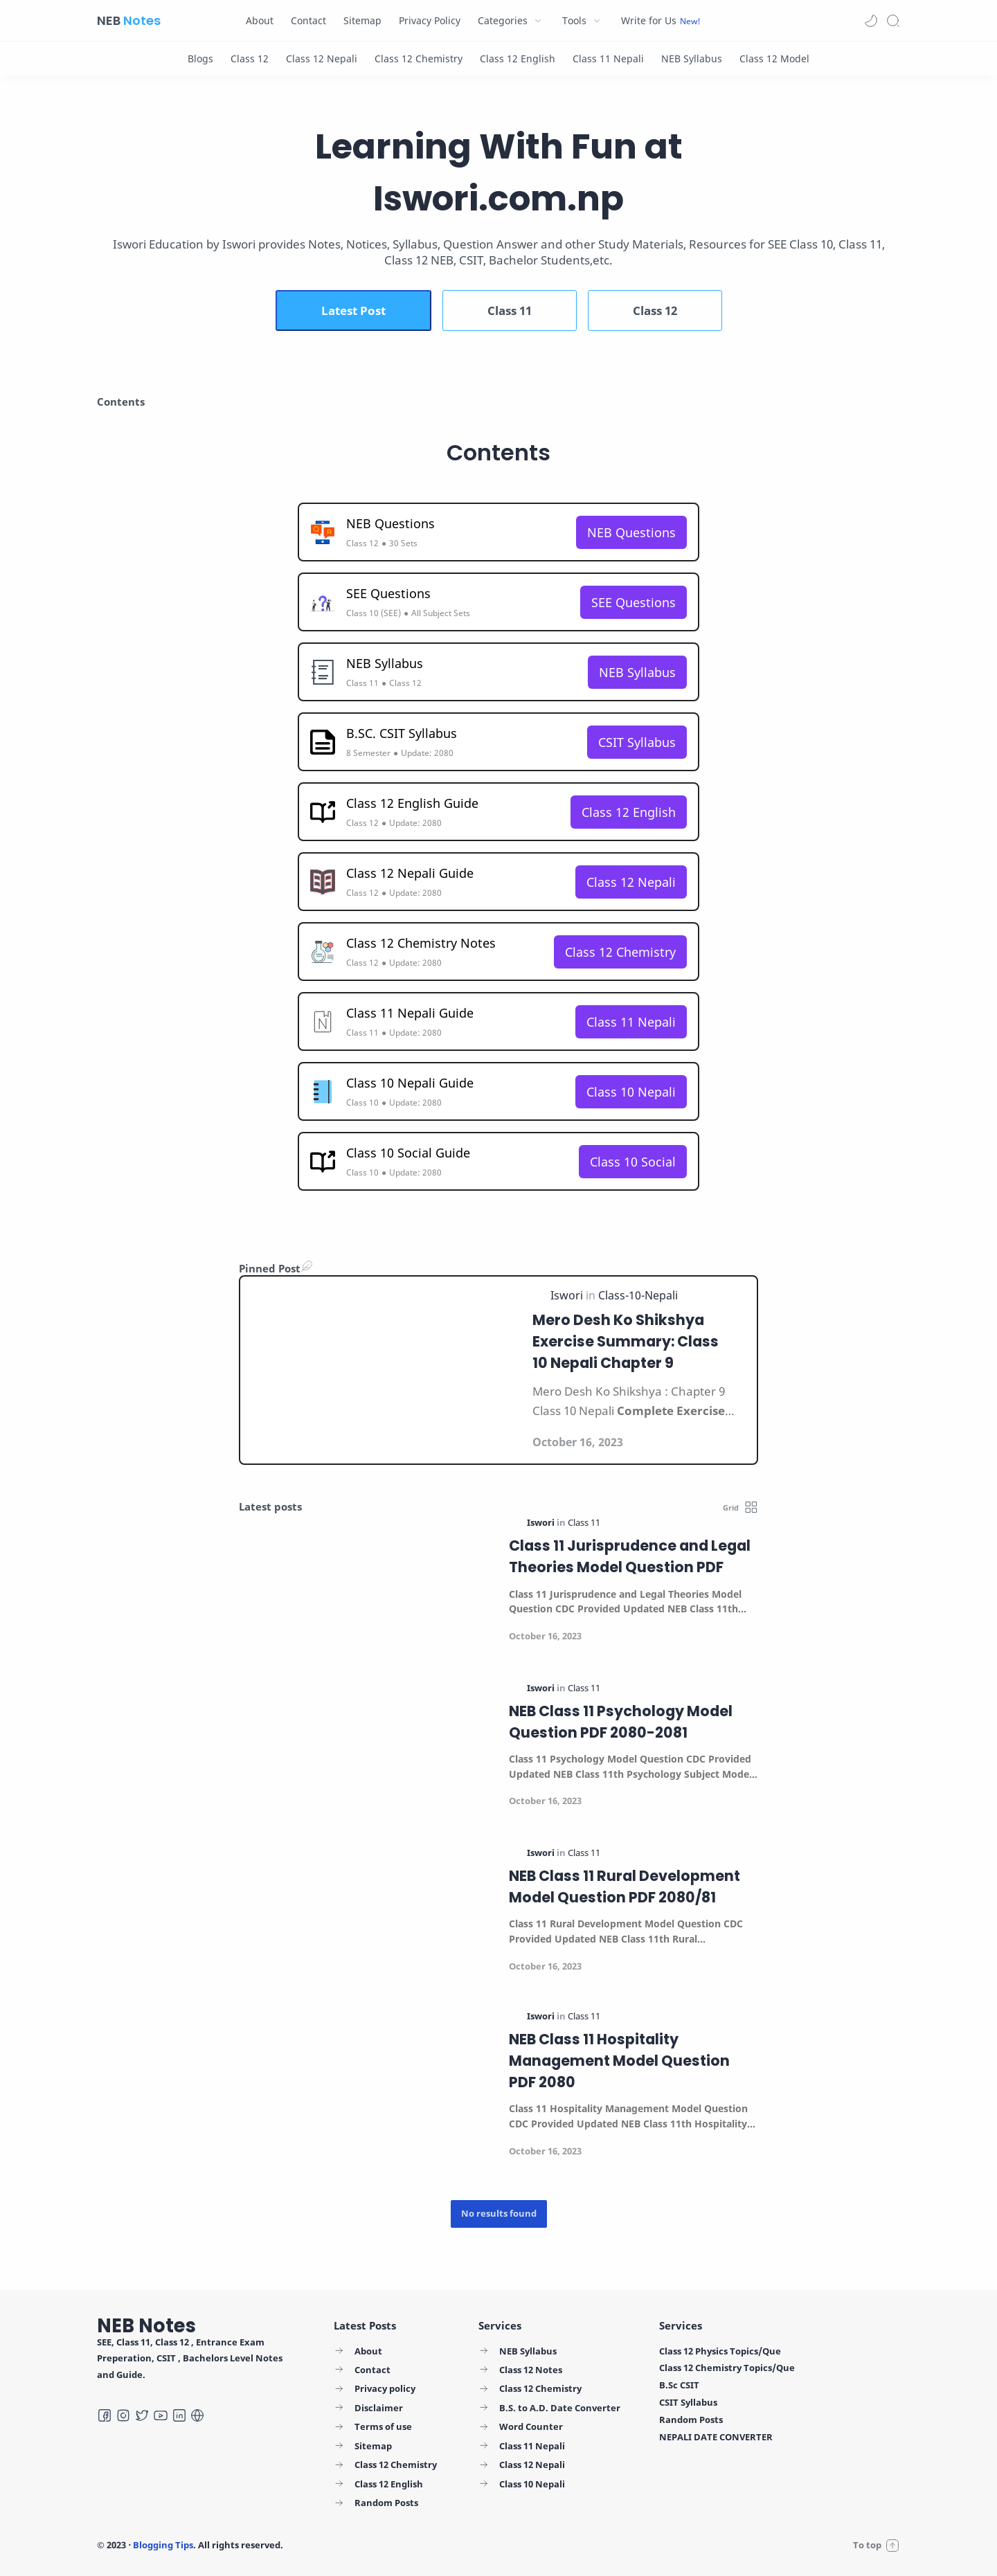 NEB Notes
About Contact Sitemap Privacy Policy Categories Tools Write for Us New!
Blogs Class 12 Class 12 Nepali Class 12 Chemistry Class 12 English Class 11 Nepali NEB Syllabus Class 12 Model
Learning With Fun at
Iswori.com.np
Iswori Education by Iswori provides Notes, Notices, Syllabus, Question Answer and other Study Materials, Resources for SEE Class 10, Class 11,
Class 12 NEB, CSIT, Bachelor Students,etc.
Latest Post Class 11 Class 12
Contents
Contents
NEB Questions
Class 12 ● 30 Sets
NEB Questions
SEE Questions
Class 10 (SEE) ● All Subject Sets
SEE Questions
NEB Syllabus
Class 11 ● Class 12
NEB Syllabus
B.SC. CSIT Syllabus
8 Semester ● Update: 2080
CSIT Syllabus
Class 12 English Guide
Class 12 ● Update: 2080
Class 12 English
Class 12 Nepali Guide
Class 12 ● Update: 2080
Class 12 Nepali
Class 12 Chemistry Notes
Class 12 ● Update: 2080
Class 12 Chemistry
Class 11 Nepali Guide
Class 11 ● Update: 2080
Class 11 Nepali
Class 10 Nepali Guide
Class 10 ● Update: 2080
Class 10 Nepali
Class 10 Social Guide
Class 10 ● Update: 2080
Class 10 Social
Pinned Post
Iswori in Class-10-Nepali
Mero Desh Ko Shikshya
Exercise Summary: Class
10 Nepali Chapter 9
Mero Desh Ko Shikshya : Chapter 9
Class 10 Nepali Complete Exercise…
October 16, 2023
Latest posts
Grid
Iswori in Class 11
Class 11 Jurisprudence and Legal
Theories Model Question PDF
Class 11 Jurisprudence and Legal Theories Model
Question CDC Provided Updated NEB Class 11th…
October 16, 2023
Iswori in Class 11
NEB Class 11 Psychology Model
Question PDF 2080-2081
Class 11 Psychology Model Question CDC Provided
Updated NEB Class 11th Psychology Subject Mode…
October 16, 2023
Iswori in Class 11
NEB Class 11 Rural Development
Model Question PDF 2080/81
Class 11 Rural Development Model Question CDC
Provided Updated NEB Class 11th Rural…
October 16, 2023
Iswori in Class 11
NEB Class 11 Hospitality
Management Model Question
PDF 2080
Class 11 Hospitality Management Model Question
CDC Provided Updated NEB Class 11th Hospitality…
October 16, 2023
No results found
NEB Notes
SEE, Class 11, Class 12 , Entrance Exam
Preperation, CSIT , Bachelors Level Notes
and Guide.
Latest Posts
About
Contact
Privacy policy
Disclaimer
Terms of use
Sitemap
Class 12 Chemistry
Class 12 English
Random Posts
Services
NEB Syllabus
Class 12 Notes
Class 12 Chemistry
B.S. to A.D. Date Converter
Word Counter
Class 11 Nepali
Class 12 Nepali
Class 10 Nepali
Services
Class 12 Physics Topics/Que
Class 12 Chemistry Topics/Que
B.Sc CSIT
CSIT Syllabus
Random Posts
NEPALI DATE CONVERTER
© 2023 · Blogging Tips. All rights reserved.
To top